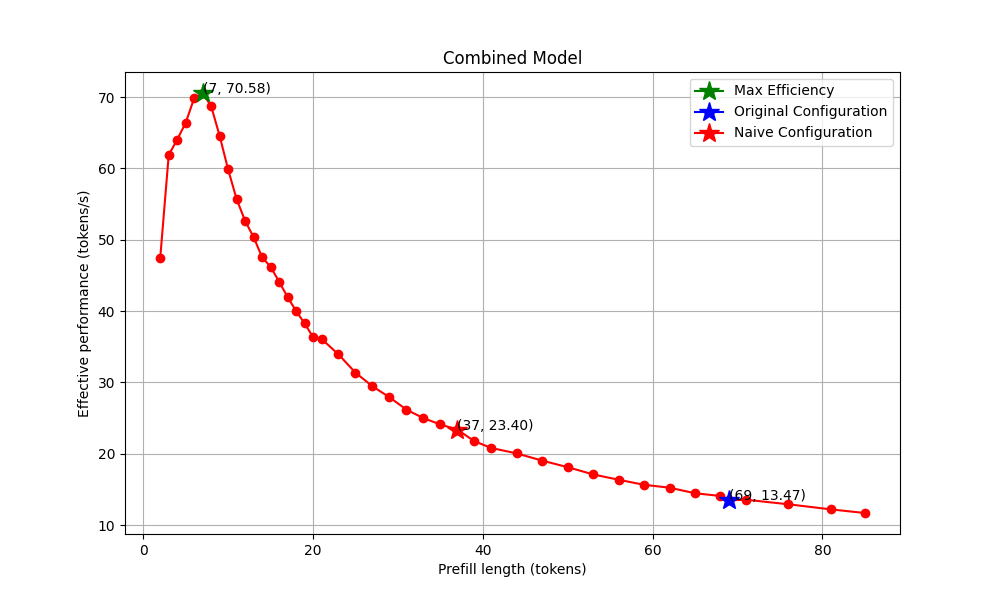 Combined Model
(7, 70.58)
Max Efficiency
Original Configuration
Naive Configuration
(37, 23.40)
(69, 13.47)
70
60
50
40
30
20
10
Effective performance (tokens/s)
0
20
40
60
80
Prefill length (tokens)